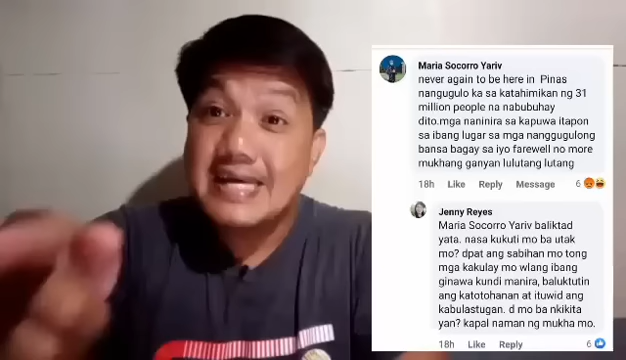 Maria Socorro Yariv
never again to be here in Pinas
nangugulo ka sa katahimikan ng 31
million people na nabubuhay
dito.mga naninira sa kapuwa itapon
sa ibang lugar sa mga nanggugulong
bansa bagay sa iyo farewell no more
mukhang ganyan lulutang lutang
18h Like Reply Message 6
Jenny Reyes
Maria Socorro Yariv baliktad
yata. nasa kukuti mo ba utak
mo? dpat ang sabihan mo tong
mga kakulay mo wlang ibang
ginawa kundi manira, baluktutin
ang katotohanan at ituwid ang
kabulastugan. d mo ba nkikita
yan? kapal naman ng mukha mo.
18h Like Reply 6